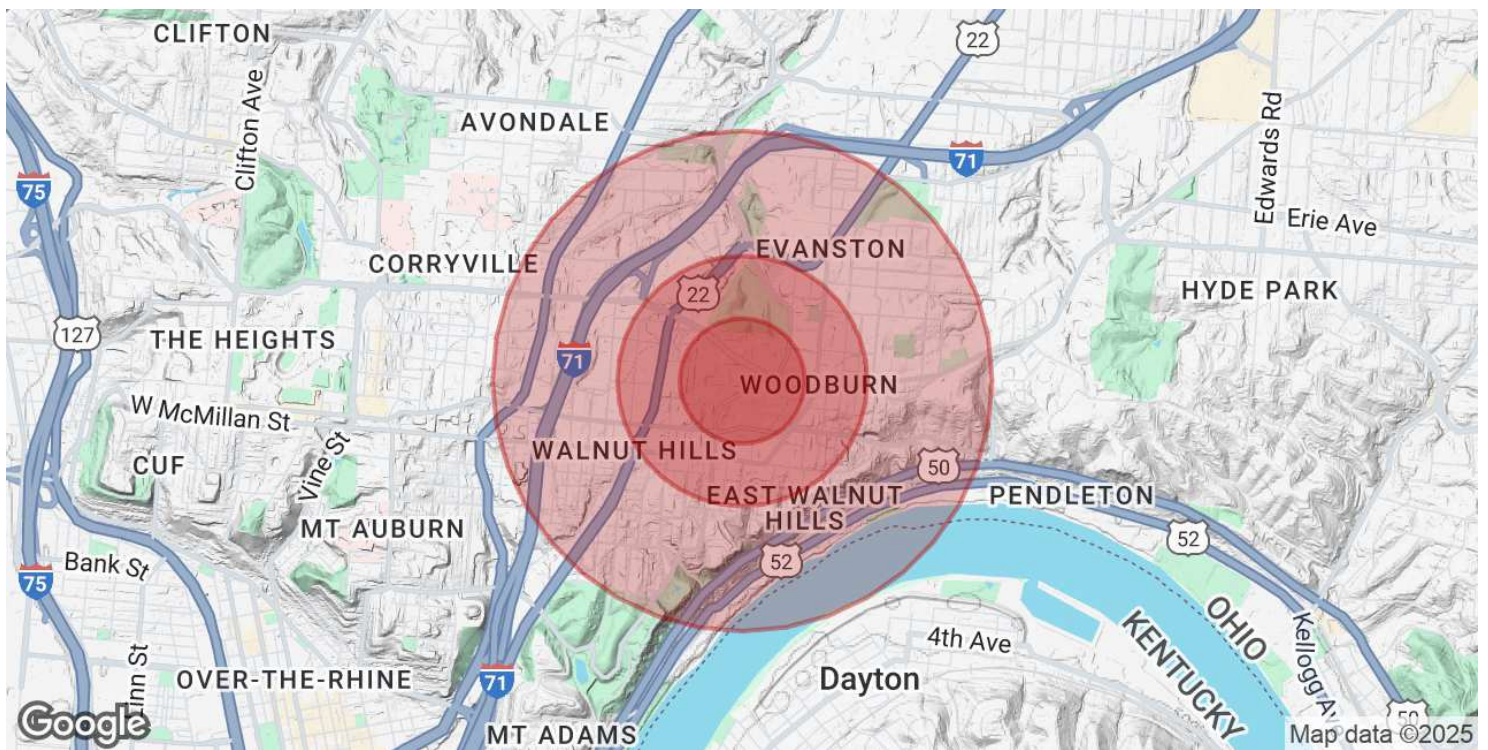 CLIFTON
22
AVONDALE
Clifton Ave
Edwards Rd
71
75
Erie Ave
EVANSTON
CORRYVILLE
22
HYDE PARK
127
THE HEIGHTS
71
WOODBURN
W McMillan St
WALNUT HILLS
CUF
Vine St
50
EAST WALNUT
HILLS
PENDLETON
MT AUBURN
52
Bank St
52
75
OHIO
KENTUCKY
4th Ave
Kellogg Av
Linn St
OVER-THE-RHINE
71
Dayton
50
Google
MT ADAMS
Map data ©2025